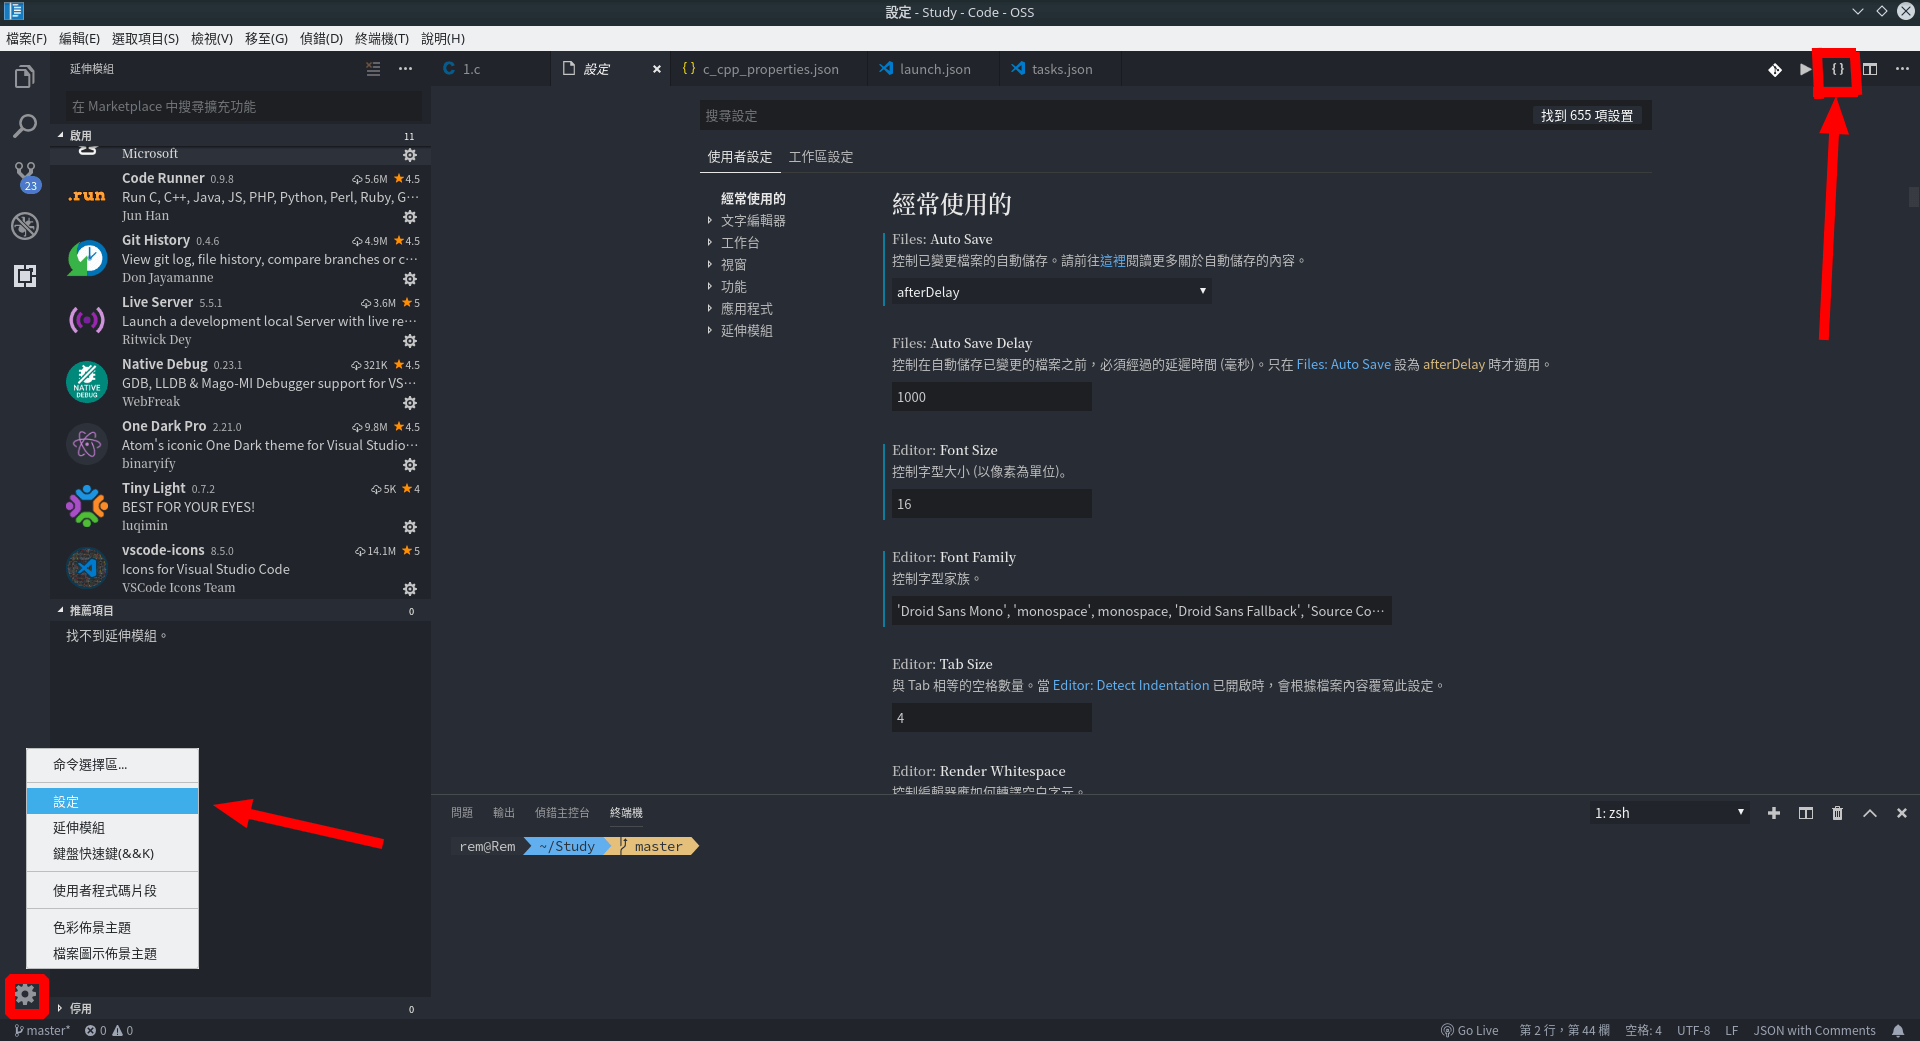 設定 - Study - Code - OSS
檔案(F) 編輯(E) 選取項目(S) 檢視(V) 移至(G) 偵錯(D) 終端機(T) 說明(H)
延伸模組
1.c 設定 c_cpp_properties.json launch.json tasks.json
在 Marketplace 中搜尋擴充功能
啟用 11
Microsoft
Code Runner 0.9.8 5.6M 4.5
.run
Run C, C++, Java, JS, PHP, Python, Perl, Ruby, G…
Jun Han
Git History 0.4.6 4.9M 4.5
View git log, file history, compare branches or c…
Don Jayamanne
Live Server 5.5.1 3.6M 5
Launch a development local Server with live re…
Ritwick Dey
Native Debug 0.23.1 321K 4.5
GDB, LLDB & Mago-MI Debugger support for VS…
NATIVE
DEBUG
WebFreak
One Dark Pro 2.21.0 9.8M 4.5
Atom's iconic One Dark theme for Visual Studio…
binaryify
Tiny Light 0.7.2 5K 4
BEST FOR YOUR EYES!
luqimin
vscode-icons 8.5.0 14.1M 5
Icons for Visual Studio Code
VSCode Icons Team
推薦項目 0
找不到延伸模組。
命令選擇區...
設定
延伸模組
鍵盤快速鍵(&&K)
使用者程式碼片段
色彩佈景主題
檔案圖示佈景主題
停用 0
23
搜尋設定 找到 655 項設置
使用者設定 工作區設定
經常使用的
文字編輯器
工作台
視窗
功能
應用程式
延伸模組
經常使用的
Files: Auto Save
控制已變更檔案的自動儲存。請前往這裡閱讀更多關於自動儲存的內容。
afterDelay
Files: Auto Save Delay
控制在自動儲存已變更的檔案之前，必須經過的延遲時間 (毫秒)。只在 Files: Auto Save 設為 afterDelay 時才適用。
1000
Editor: Font Size
控制字型大小 (以像素為單位)。
16
Editor: Font Family
控制字型家族。
'Droid Sans Mono', 'monospace', monospace, 'Droid Sans Fallback', 'Source Co…
Editor: Tab Size
與 Tab 相等的空格數量。當 Editor: Detect Indentation 已開啟時，會根據檔案內容覆寫此設定。
4
Editor: Render Whitespace
控制編輯器應如何轉譯空白字元。
問題 輸出 偵錯主控台 終端機 1: zsh
rem@Rem ~/Study master
master* 0 0 Go Live 第 2 行，第 44 欄 空格: 4 UTF-8 LF JSON with Comments